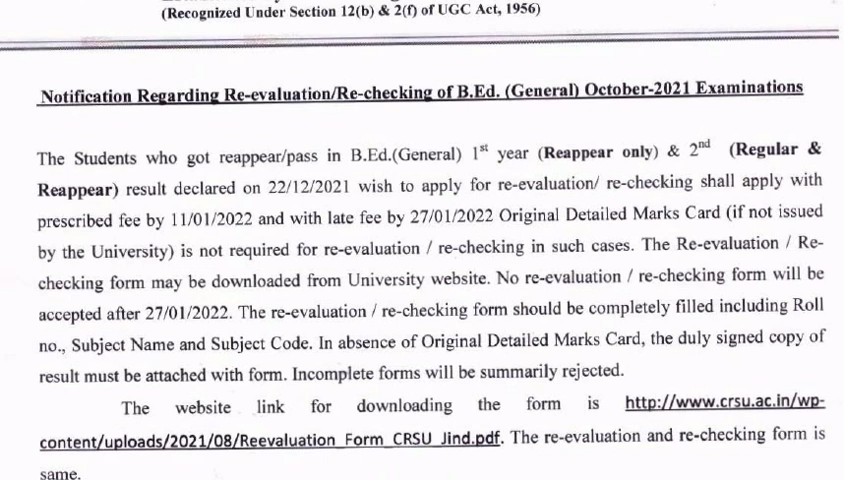 (Recognized Under Section 12(b) & 2(f) of UGC Act, 1956)
Notification Regarding Re-evaluation/Re-checking of B.Ed. (General) October-2021 Examinations
The Students who got reappear/pass in B.Ed.(General) 1st year (Reappear only) & 2nd (Regular &
Reappear) result declared on 22/12/2021 wish to apply for re-evaluation/ re-checking shall apply with
prescribed fee by 11/01/2022 and with late fee by 27/01/2022 Original Detailed Marks Card (if not issued
by the University) is not required for re-evaluation / re-checking in such cases. The Re-evaluation / Re-
checking form may be downloaded from University website. No re-evaluation / re-checking form will be
accepted after 27/01/2022. The re-evaluation / re-checking form should be completely filled including Roll
no., Subject Name and Subject Code. In absence of Original Detailed Marks Card, the duly signed copy of
result must be attached with form. Incomplete forms will be summarily rejected.
The website link for downloading the form is http://www.crsu.ac.in/wp-
content/uploads/2021/08/Reevaluation_Form_CRSU_Jind.pdf. The re-evaluation and re-checking form is
same.